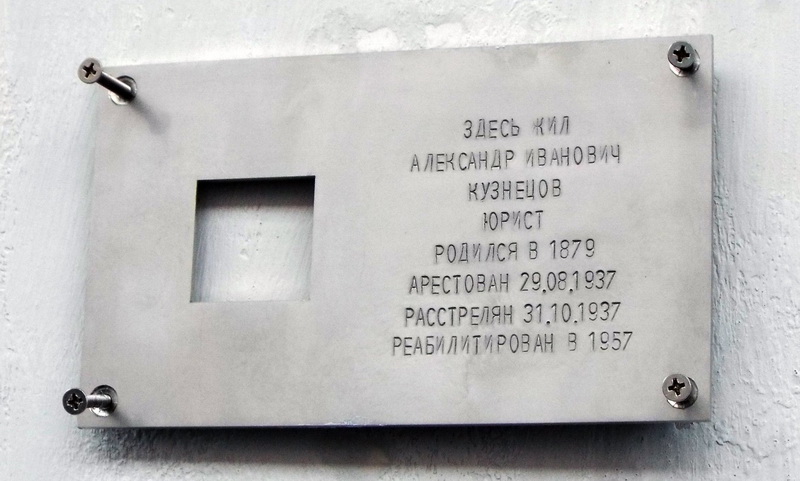 ЗДЕСЬ ЖИЛ
АЛЕКСАНДР ИВАНОВИЧ
КУЗНЕЦОВ
ЮРИСТ
РОДИЛСЯ В 1879
АРЕСТОВАН 29.08.1937
РАССТРЕЛЯН 31.10.1937
РЕАБИЛИТИРОВАН В 1957